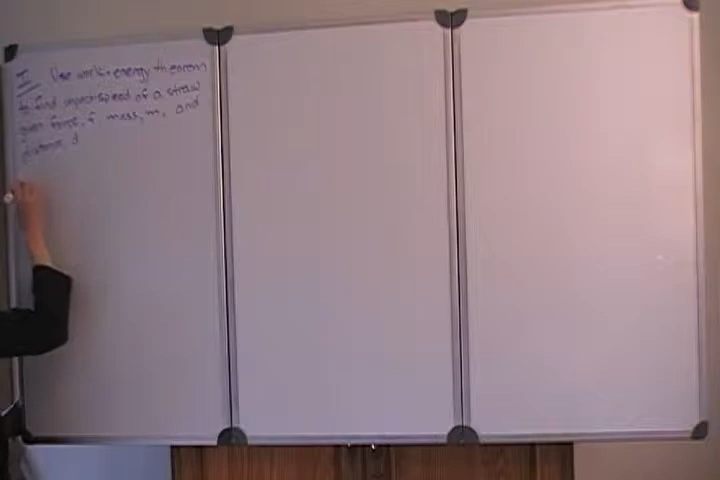 I. Use work-energy theorem
to find impact speed of a straw
given force, f mass, m, and
distance, d